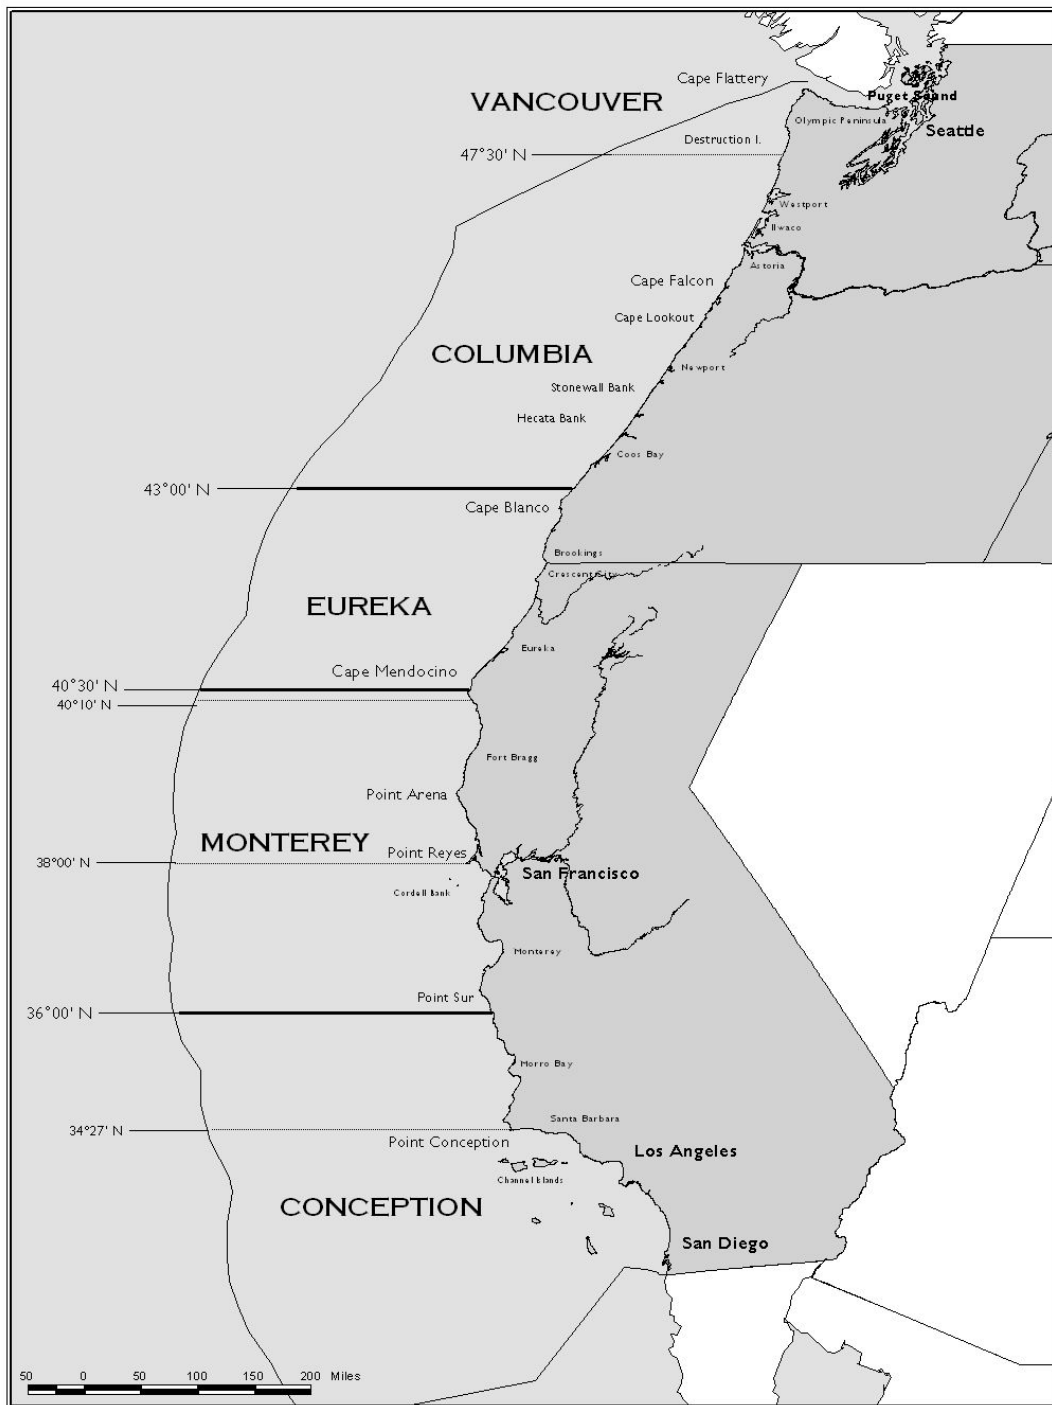 Cape Flattery
VANCOUVER
Puget Sound
Olympic Peninsula
Seattle
Destruction I.
47°30' N
Westport
Ilwaco
Astoria
Cape Falcon
Cape Lookout
COLUMBIA
Newport
Stonewall Bank
Hecata Bank
Coos Bay
43°00' N
Cape Blanco
Brookings
Crescent City
EUREKA
Eureka
Cape Mendocino
40°30' N
40°10' N
Fort Bragg
Point Arena
MONTEREY
Point Reyes
38°00' N
San Francisco
Cordell Bank
Monterey
Point Sur
36°00' N
Morro Bay
Santa Barbara
34°27' N
Point Conception
Los Angeles
Channel Islands
CONCEPTION
San Diego
50 0 50 100 150 200 Miles